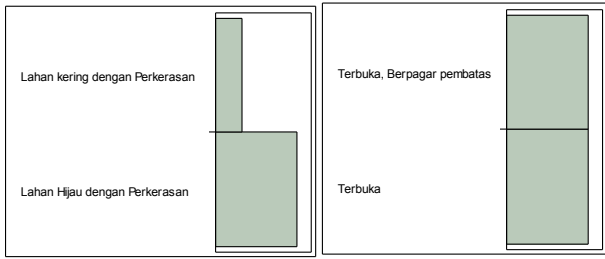 Lahan kering dengan Perkerasan
Lahan Hijau dengan Perkerasan
Terbuka, Berpagar pembatas
Terbuka